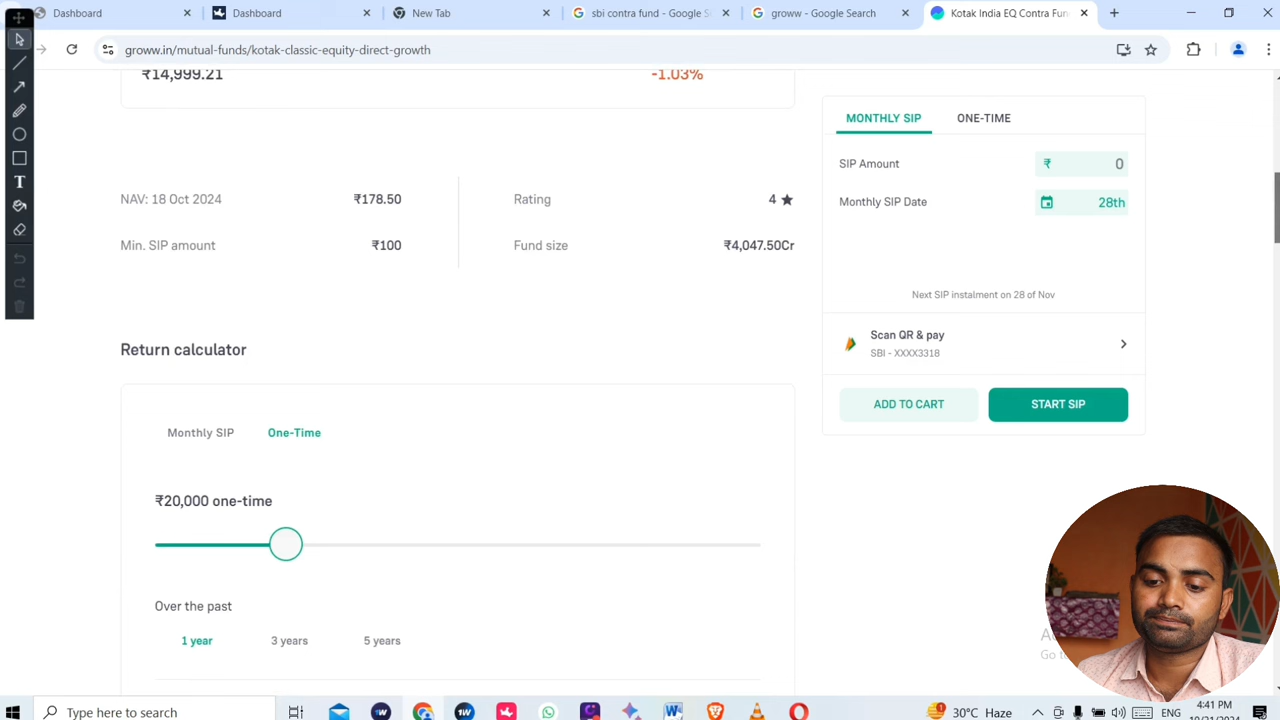 Dashboard
Dashboard
New
sbi contra fund - Google
groww - Google Search
Kotak India EQ Contra Fun
groww.in/mutual-funds/kotak-classic-equity-direct-growth
₹14,999.21
-1.03%
MONTHLY SIP
ONE-TIME
SIP Amount
₹ 0
Monthly SIP Date
28th
NAV: 18 Oct 2024
₹178.50
Rating
4 ★
Min. SIP amount
₹100
Fund size
₹4,047.50Cr
Next SIP instalment on 28 of Nov
Scan QR & pay
SBI - XXXX3318
Return calculator
ADD TO CART
START SIP
Monthly SIP
One-Time
₹20,000 one-time
Over the past
1 year
3 years
5 years
Go to
Type here to search
30°C Haze
ENG
4:41 PM
10/21/2024